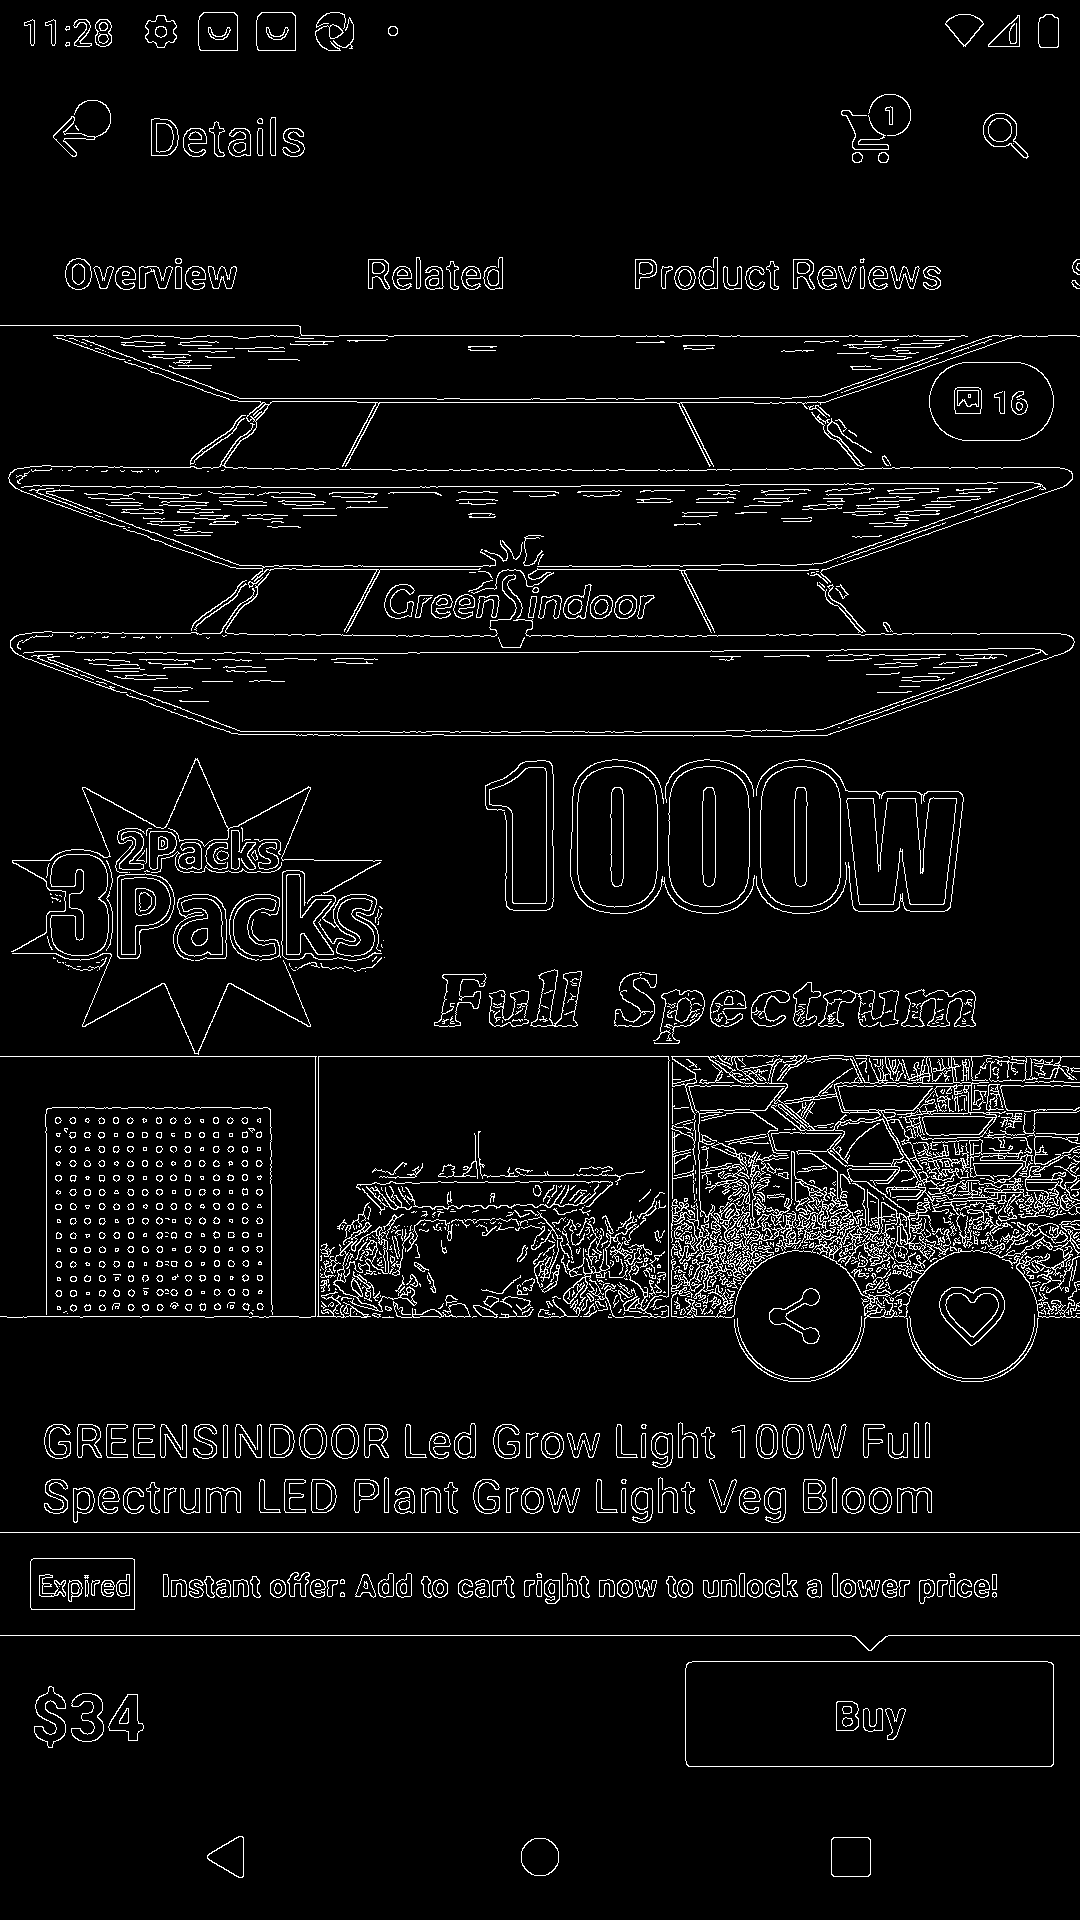 11:28
Details
1
Overview Related Product Reviews S
16
GreenSindoor
1000W
2Packs
3Packs
Full Spectrum
GREENSINDOOR Led Grow Light 100W Full
Spectrum LED Plant Grow Light Veg Bloom
Expired Instant offer: Add to cart right now to unlock a lower price!
$34
Buy